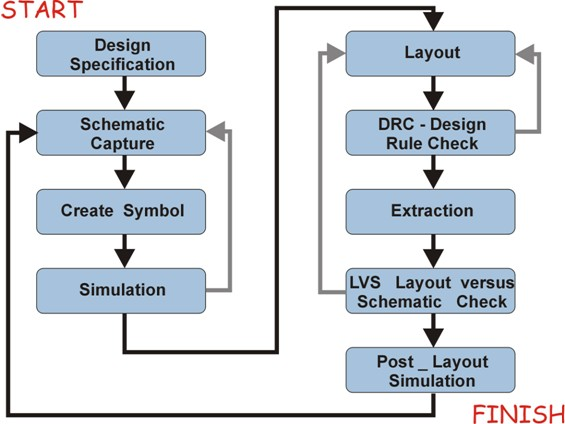 START
Design
Specification
Schematic
Capture
Create Symbol
Simulation
Layout
DRC - Design
Rule Check
Extraction
LVS Layout versus
Schematic Check
Post _ Layout
Simulation
FINISH